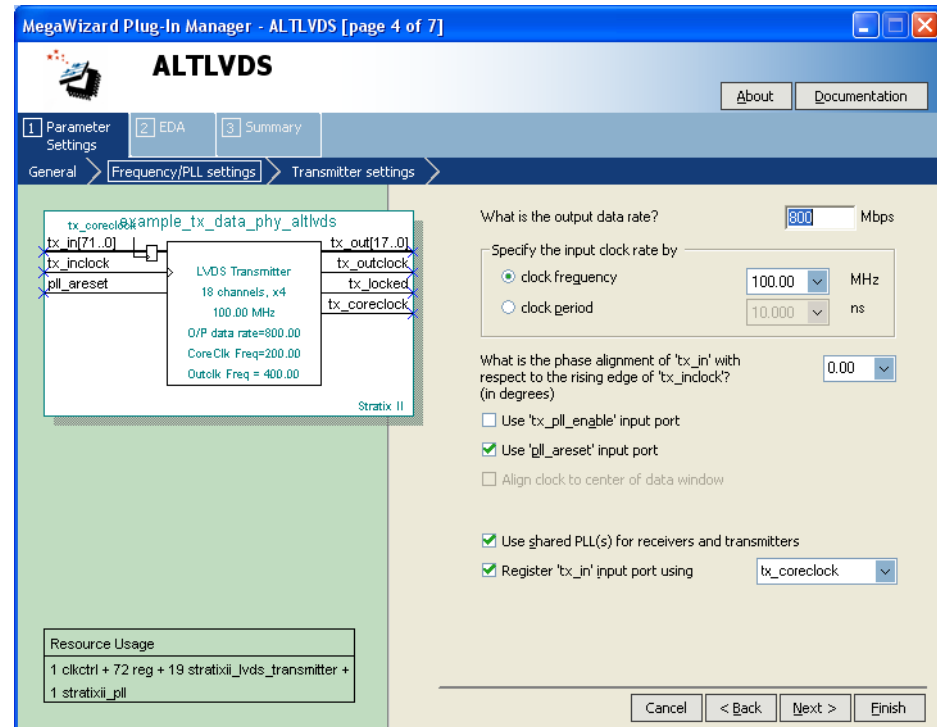 MegaWizard Plug-In Manager - ALTLVDS [page 4 of 7]
ALTLVDS
About
Documentation
1 Parameter Settings
2 EDA
3 Summary
General
Frequency/PLL settings
Transmitter settings
example_tx_data_phy_altlvds
tx_coreclock
tx_in[71..0]
tx_inclock
pll_areset
tx_out[17..0]
tx_outclock
tx_locked
tx_coreclock
LVDS Transmitter
18 channels, x4
100.00 MHz
O/P data rate=800.00
CoreClk Freq=200.00
Outclk Freq = 400.00
Stratix II
What is the output data rate? 800 Mbps
Specify the input clock rate by
clock frequency 100.00 MHz
clock period 10.000 ns
What is the phase alignment of 'tx_in' with
respect to the rising edge of 'tx_inclock'?
(in degrees)
0.00
Use 'tx_pll_enable' input port
Use 'pll_areset' input port
Align clock to center of data window
Use shared PLL(s) for receivers and transmitters
Register 'tx_in' input port using tx_coreclock
Resource Usage
1 clkctrl + 72 reg + 19 stratixii_lvds_transmitter +
1 stratixii_pll
Cancel
< Back
Next >
Finish